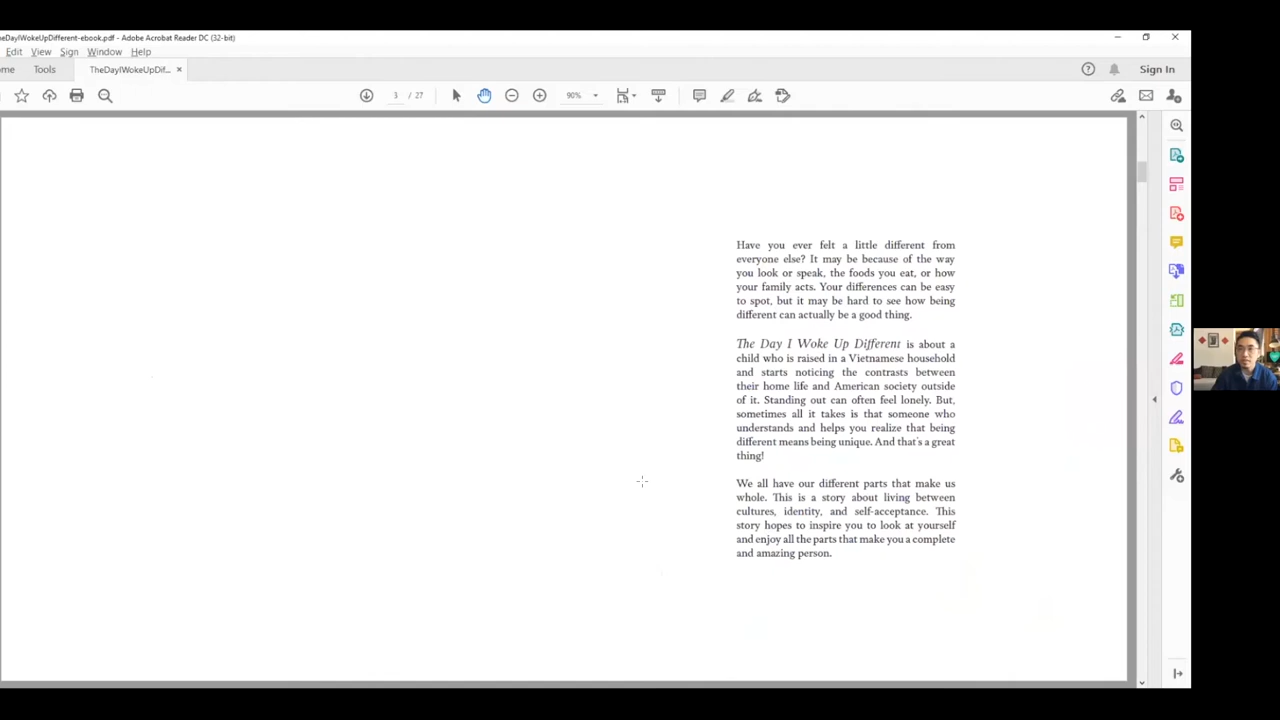 heDayIWokeUpDifferent-ebook.pdf - Adobe Acrobat Reader DC (32-bit)
Edit View Sign Window Help
ome Tools TheDayIWokeUpDif... × Sign In
3 / 27 90%
Have you ever felt a little different from
everyone else? It may be because of the way
you look or speak, the foods you eat, or how
your family acts. Your differences can be easy
to spot, but it may be hard to see how being
different can actually be a good thing.
The Day I Woke Up Different is about a
child who is raised in a Vietnamese household
and starts noticing the contrasts between
their home life and American society outside
of it. Standing out can often feel lonely. But,
sometimes all it takes is that someone who
understands and helps you realize that being
different means being unique. And that's a great
thing!
We all have our different parts that make us
whole. This is a story about living between
cultures, identity, and self-acceptance. This
story hopes to inspire you to look at yourself
and enjoy all the parts that make you a complete
and amazing person.